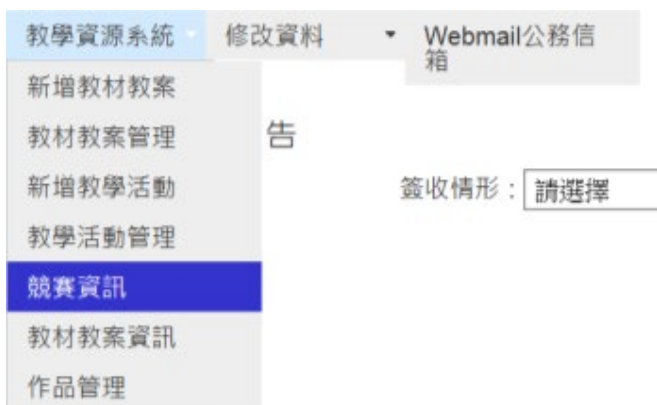 教學資源系統 修改資料 Webmail公務信
箱
新增教材教案
教材教案管理
告
新增教學活動
簽收情形：請選擇
教學活動管理
競賽資訊
教材教案資訊
作品管理